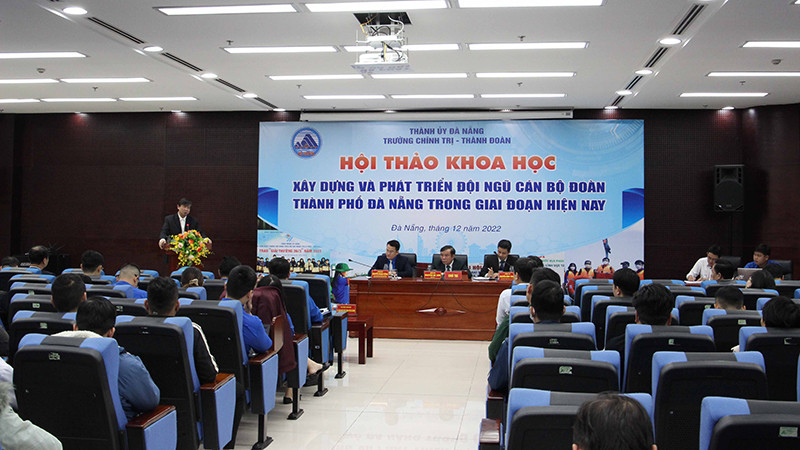 THÀNH ỦY ĐÀ NẴNG
TRƯỜNG CHÍNH TRỊ - THÀNH ĐOÀN
HỘI THẢO KHOA HỌC
XÂY DỰNG VÀ PHÁT TRIỂN ĐỘI NGŨ CÁN BỘ ĐOÀN
THÀNH PHỐ ĐÀ NẴNG TRONG GIAI ĐOẠN HIỆN NAY
Đà Nẵng, tháng 12 năm 2022